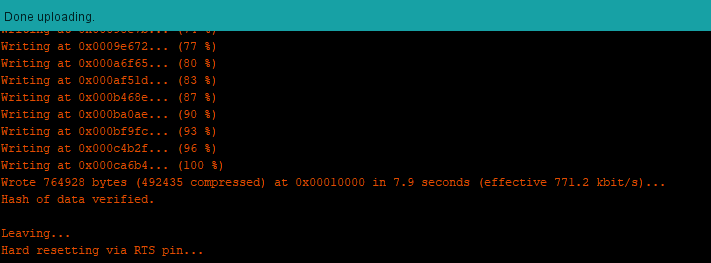 Done uploading.
Writing at 0x0009e672... (77 %)
Writing at 0x000a6f65... (80 %)
Writing at 0x000af51d... (83 %)
Writing at 0x000b468e... (87 %)
Writing at 0x000ba0ae... (90 %)
Writing at 0x000bf9fc... (93 %)
Writing at 0x000c4b2f... (96 %)
Writing at 0x000ca6b4... (100 %)
Wrote 764928 bytes (492435 compressed) at 0x00010000 in 7.9 seconds (effective 771.2 kbit/s)...
Hash of data verified.
Leaving...
Hard resetting via RTS pin...